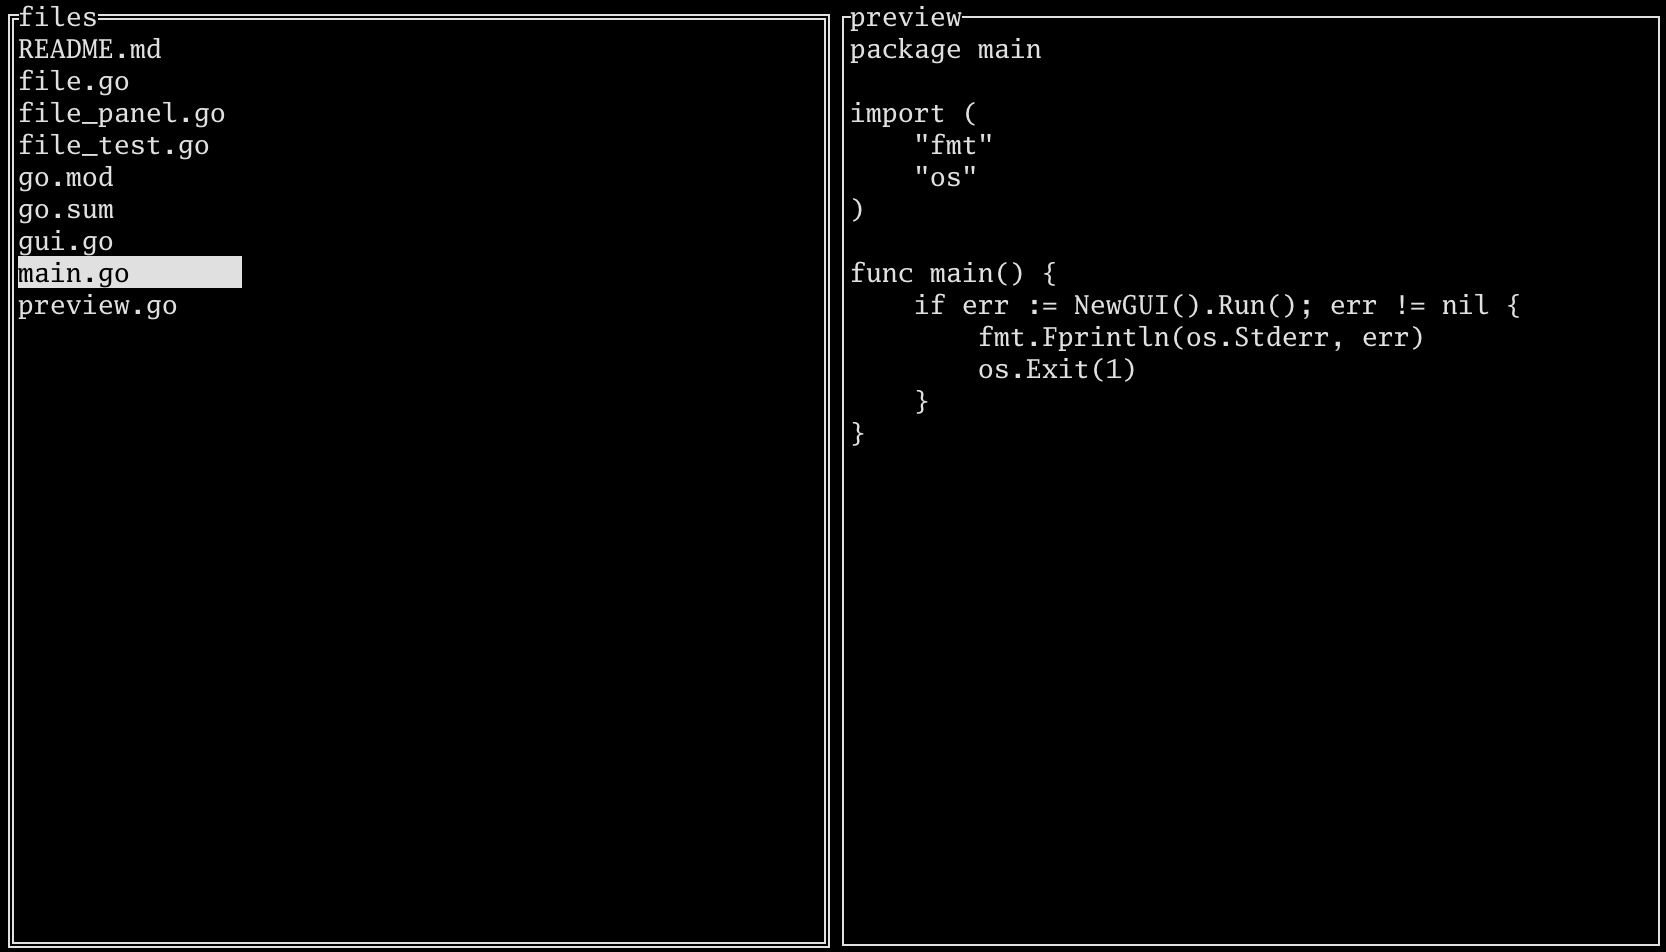 files
README.md
file.go
file_panel.go
file_test.go
go.mod
go.sum
gui.go
main.go
preview.go
preview
package main

import (
    "fmt"
    "os"
)

func main() {
    if err := NewGUI().Run(); err != nil {
        fmt.Fprintln(os.Stderr, err)
        os.Exit(1)
    }
}